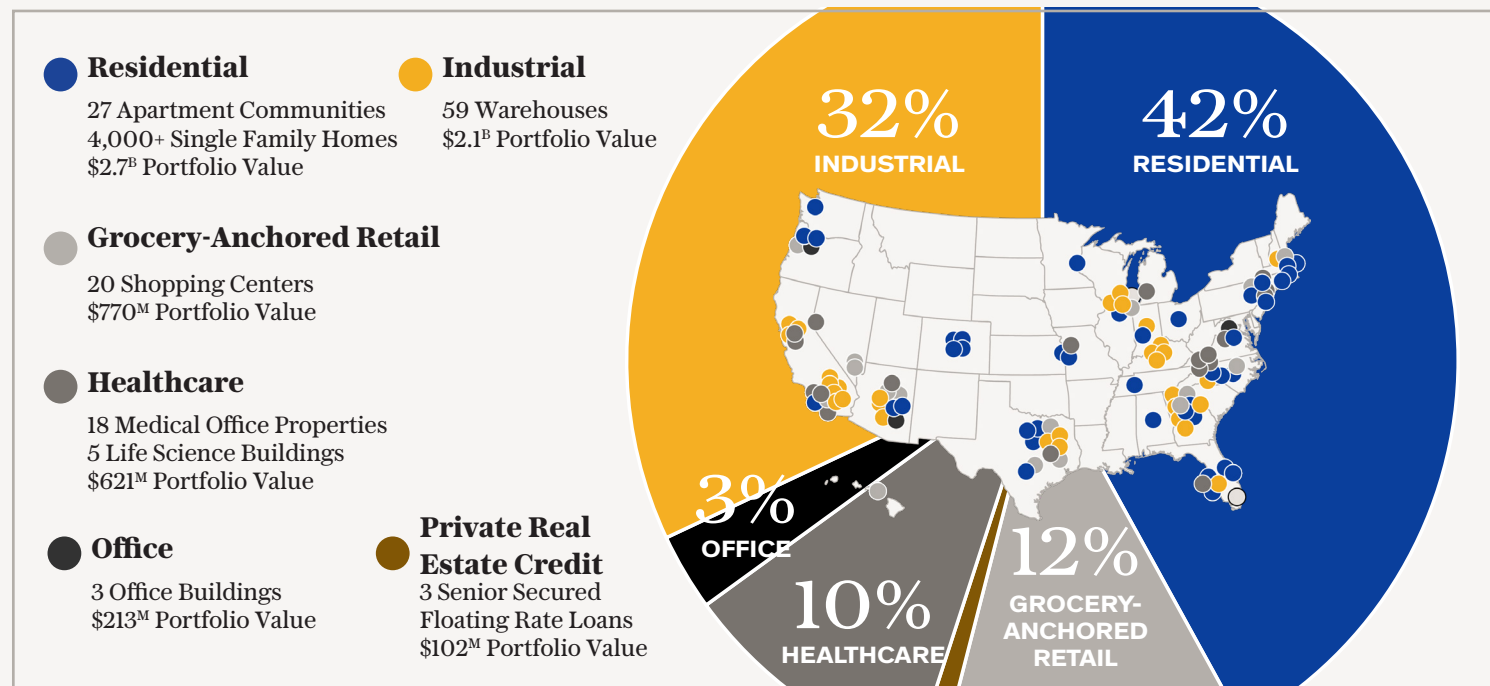 Residential
27 Apartment Communities
4,000+ Single Family Homes
$2.7ᴮ Portfolio Value
Industrial
59 Warehouses
$2.1ᴮ Portfolio Value
Grocery-Anchored Retail
20 Shopping Centers
$770ᴹ Portfolio Value
Healthcare
18 Medical Office Properties
5 Life Science Buildings
$621ᴹ Portfolio Value
Office
3 Office Buildings
$213ᴹ Portfolio Value
Private Real
Estate Credit
3 Senior Secured
Floating Rate Loans
$102ᴹ Portfolio Value
32%
INDUSTRIAL
42%
RESIDENTIAL
3%
OFFICE
10%
HEALTHCARE
12%
GROCERY-
ANCHORED
RETAIL